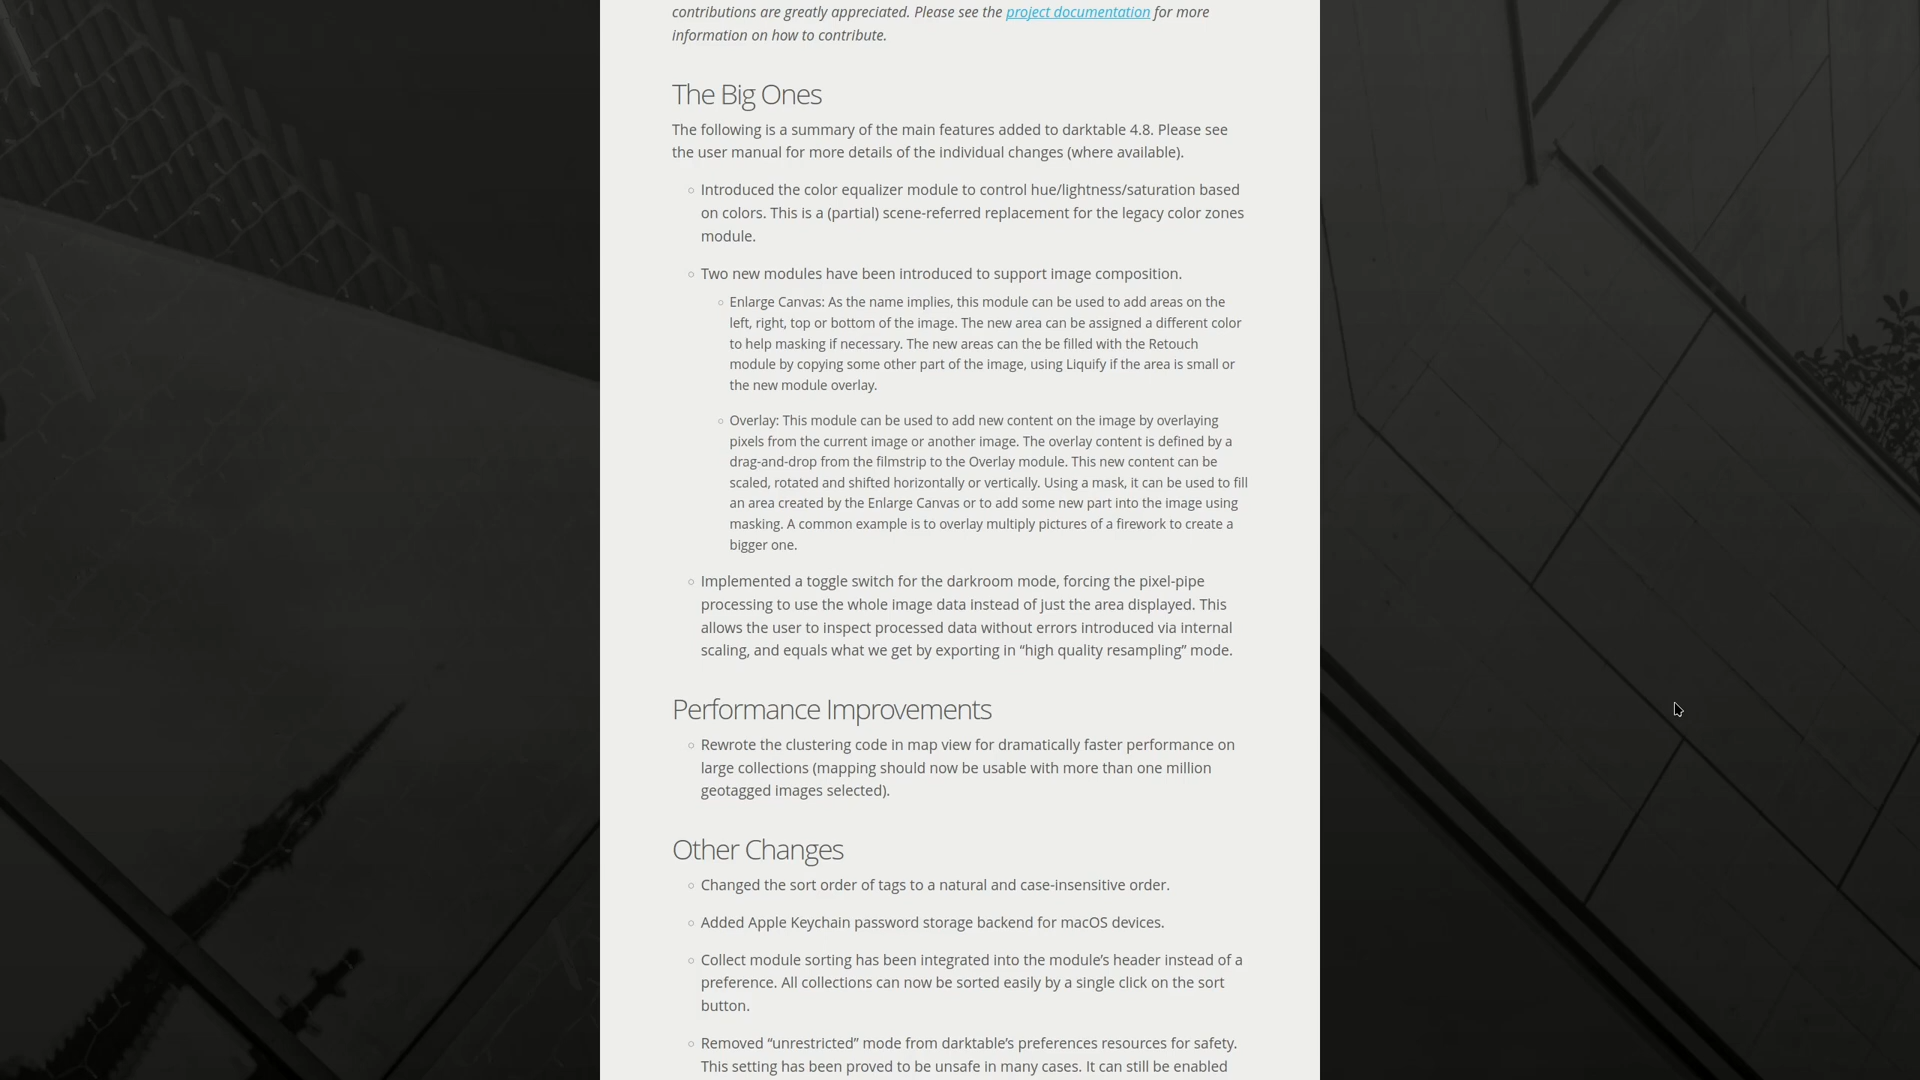 contributions are greatly appreciated. Please see the project documentation for more
information on how to contribute.
The Big Ones
The following is a summary of the main features added to darktable 4.8. Please see
the user manual for more details of the individual changes (where available).
Introduced the color equalizer module to control hue/lightness/saturation based
on colors. This is a (partial) scene-referred replacement for the legacy color zones
module.
Two new modules have been introduced to support image composition.
Enlarge Canvas: As the name implies, this module can be used to add areas on the
left, right, top or bottom of the image. The new area can be assigned a different color
to help masking if necessary. The new areas can the be filled with the Retouch
module by copying some other part of the image, using Liquify if the area is small or
the new module overlay.
Overlay: This module can be used to add new content on the image by overlaying
pixels from the current image or another image. The overlay content is defined by a
drag-and-drop from the filmstrip to the Overlay module. This new content can be
scaled, rotated and shifted horizontally or vertically. Using a mask, it can be used to fill
an area created by the Enlarge Canvas or to add some new part into the image using
masking. A common example is to overlay multiply pictures of a firework to create a
bigger one.
Implemented a toggle switch for the darkroom mode, forcing the pixel-pipe
processing to use the whole image data instead of just the area displayed. This
allows the user to inspect processed data without errors introduced via internal
scaling, and equals what we get by exporting in “high quality resampling” mode.
Performance Improvements
Rewrote the clustering code in map view for dramatically faster performance on
large collections (mapping should now be usable with more than one million
geotagged images selected).
Other Changes
Changed the sort order of tags to a natural and case-insensitive order.
Added Apple Keychain password storage backend for macOS devices.
Collect module sorting has been integrated into the module’s header instead of a
preference. All collections can now be sorted easily by a single click on the sort
button.
Removed “unrestricted” mode from darktable’s preferences resources for safety.
This setting has been proved to be unsafe in many cases. It can still be enabled